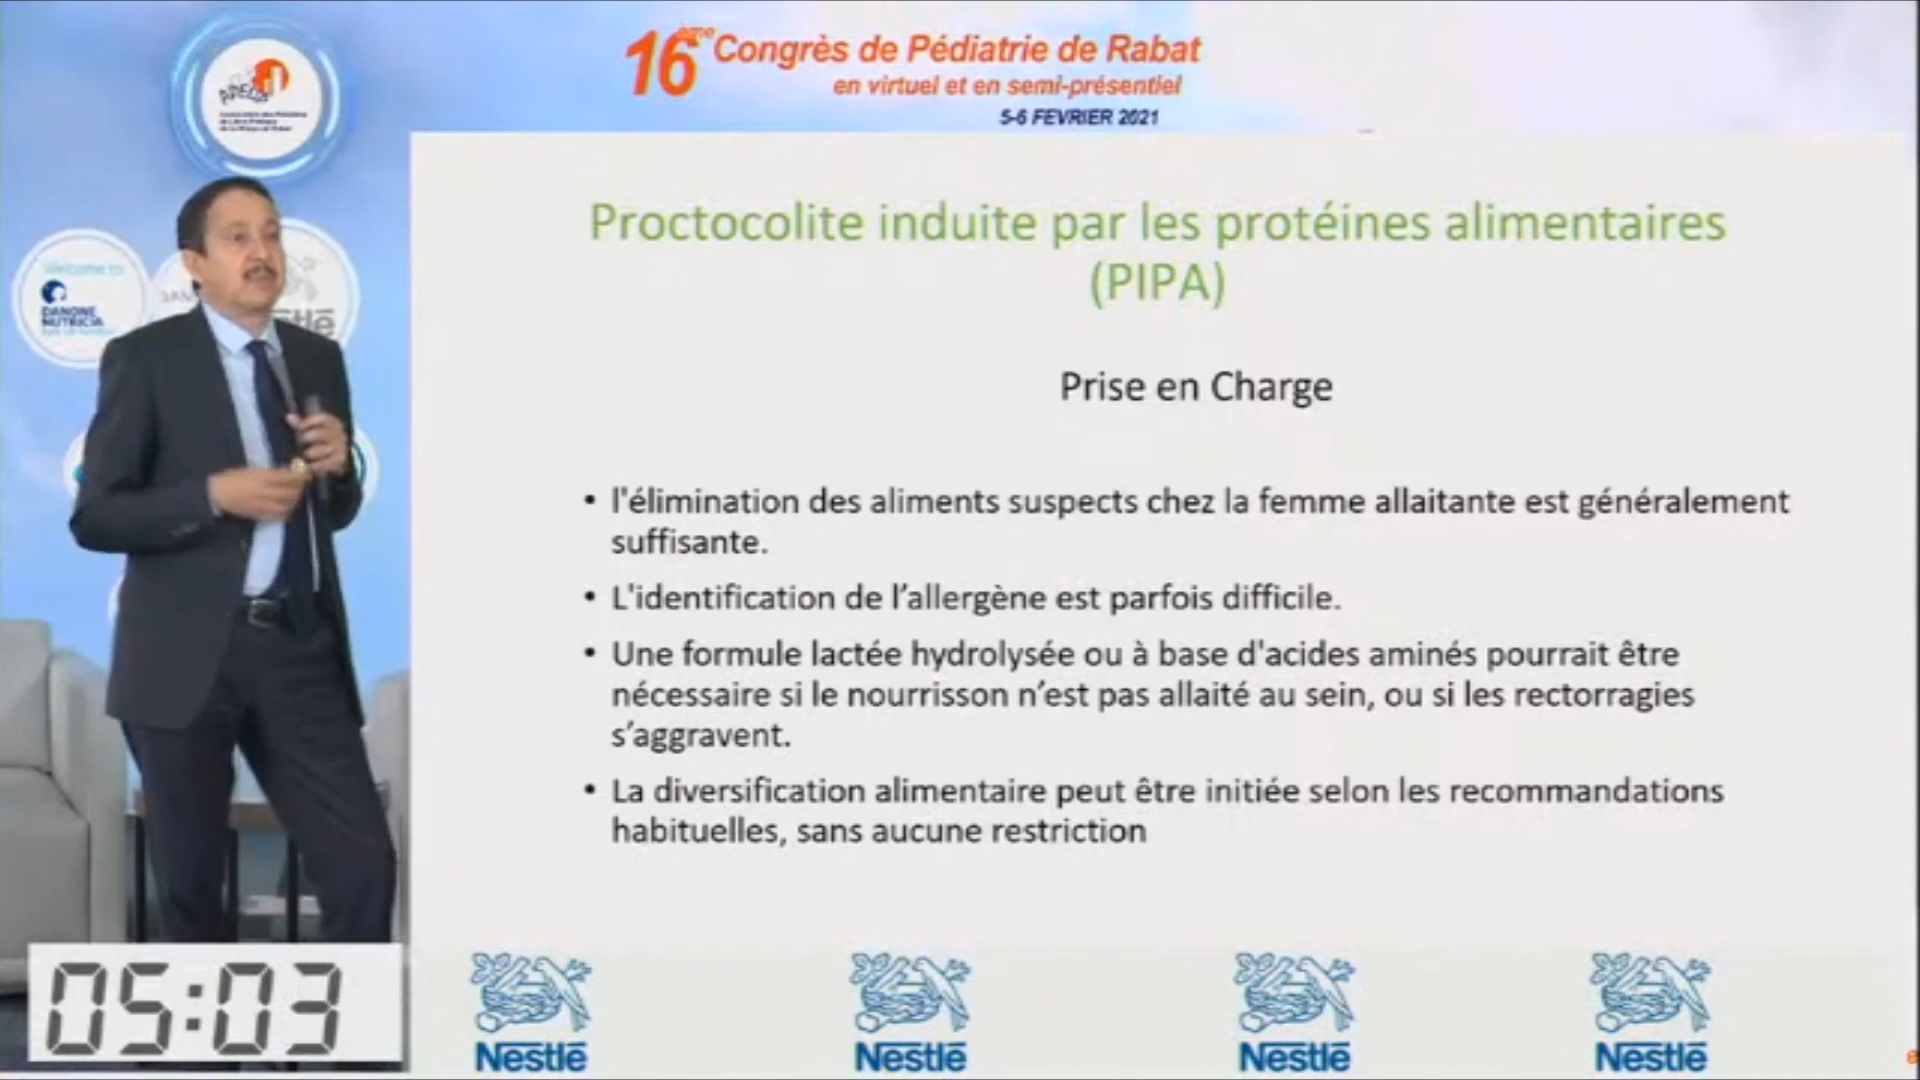 16ème Congrès de Pédiatrie de Rabat
en virtuel et en semi-présentiel
5-6 FEVRIER 2021
Welcome to
DANONE
NUTRICIA
Proctocolite induite par les protéines alimentaires
(PIPA)
Prise en Charge
• l'élimination des aliments suspects chez la femme allaitante est généralement
suffisante.
• L'identification de l’allergène est parfois difficile.
• Une formule lactée hydrolysée ou à base d'acides aminés pourrait être
nécessaire si le nourrisson n’est pas allaité au sein, ou si les rectorragies
s’aggravent.
• La diversification alimentaire peut être initiée selon les recommandations
habituelles, sans aucune restriction
05:03
Nestlé
Nestlé
Nestlé
Nestlé